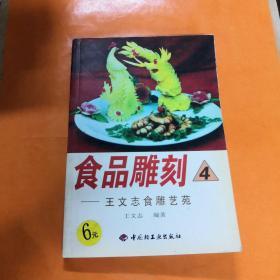 食品雕刻
4
——王文志食雕艺苑
王文志 编著
6元
中国轻工业出版社